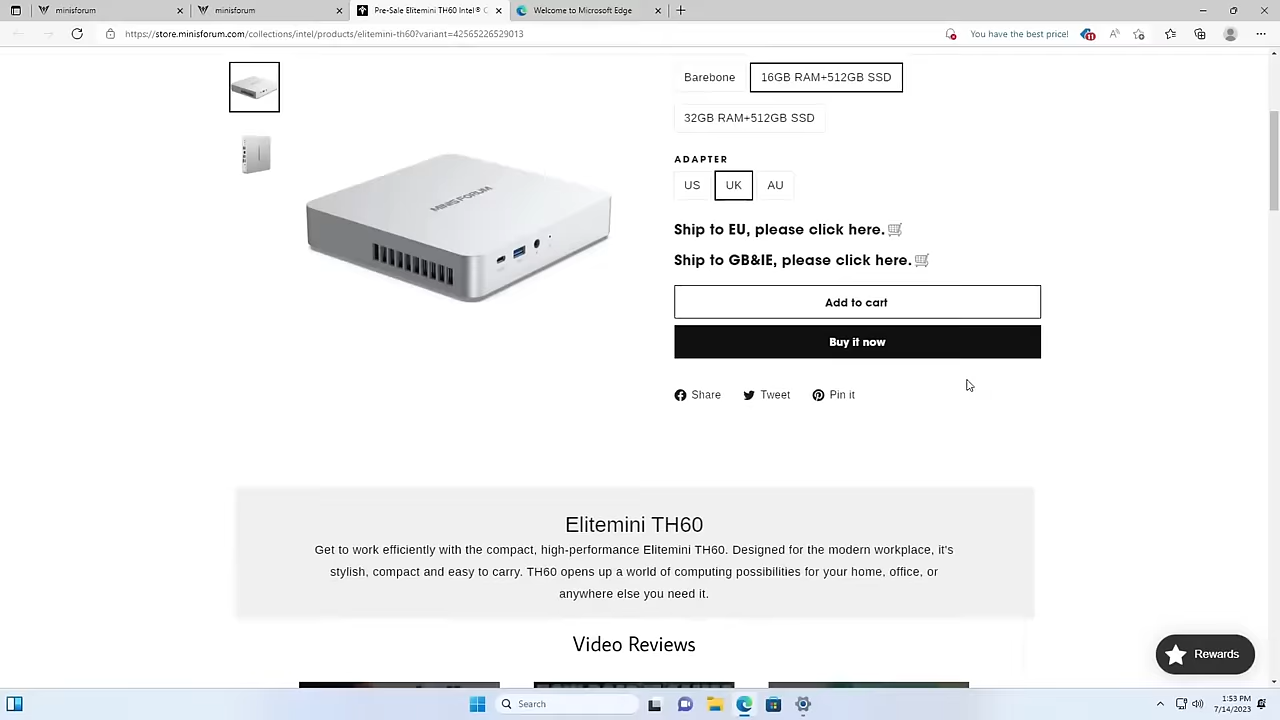 minisforum
minisforum
Pre-Sale Elitemini TH60 Intel® C
Welcome to Microsoft Edge
https://store.minisforum.com/collections/intel/products/elitemini-th60?variant=42565226529013
You have the best price!
11
Barebone
16GB RAM+512GB SSD
32GB RAM+512GB SSD
ADAPTER
US
UK
AU
MINISFORUM
Ship to EU, please click here.🛒
Ship to GB&IE, please click here.🛒
Add to cart
Buy it now
Share
Tweet
Pin it
Elitemini TH60
Get to work efficiently with the compact, high-performance Elitemini TH60. Designed for the modern workplace, it's
stylish, compact and easy to carry. TH60 opens up a world of computing possibilities for your home, office, or
anywhere else you need it.
Video Reviews
Rewards
Search
1:53 PM
7/14/2023